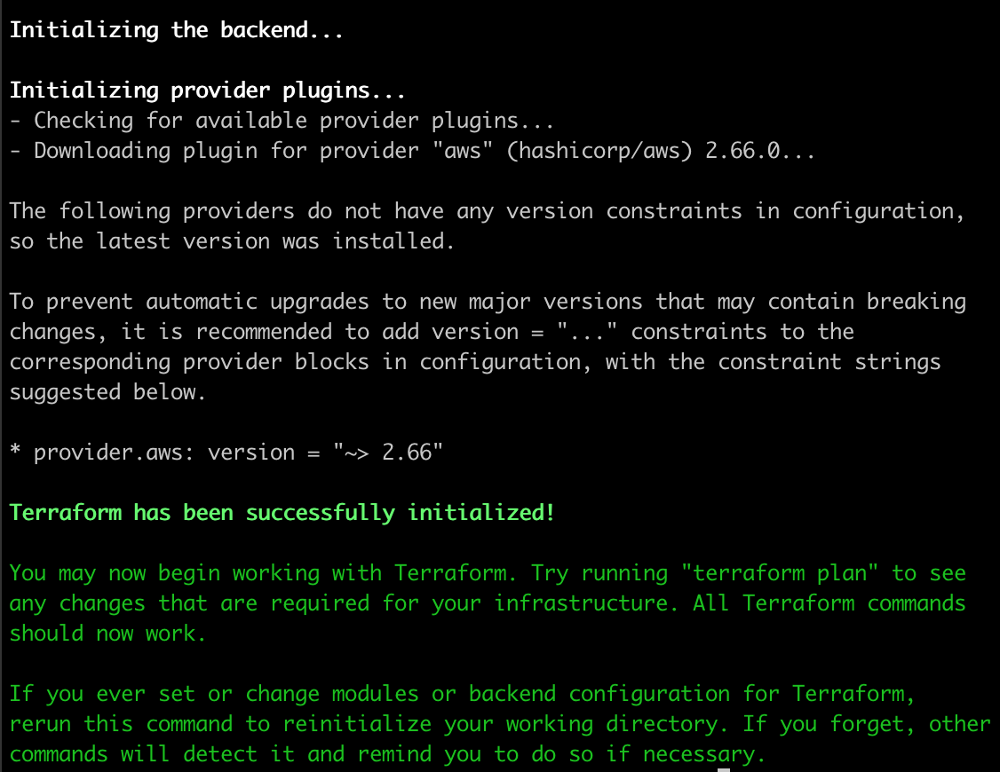 Initializing the backend...
Initializing provider plugins...
- Checking for available provider plugins...
- Downloading plugin for provider "aws" (hashicorp/aws) 2.66.0...
The following providers do not have any version constraints in configuration,
so the latest version was installed.
To prevent automatic upgrades to new major versions that may contain breaking
changes, it is recommended to add version = "..." constraints to the
corresponding provider blocks in configuration, with the constraint strings
suggested below.
* provider.aws: version = "~> 2.66"
Terraform has been successfully initialized!
You may now begin working with Terraform. Try running "terraform plan" to see
any changes that are required for your infrastructure. All Terraform commands
should now work.
If you ever set or change modules or backend configuration for Terraform,
rerun this command to reinitialize your working directory. If you forget, other
commands will detect it and remind you to do so if necessary.